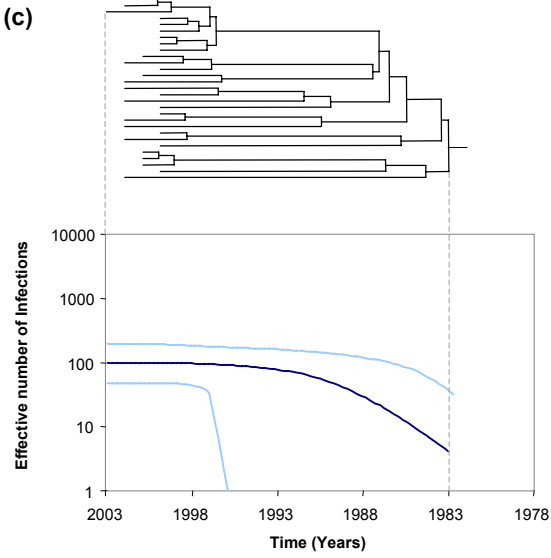 (c)
Effective number of Infections
10000
1000
100
10
1
2003 1998 1993 1988 1983 1978
Time (Years)